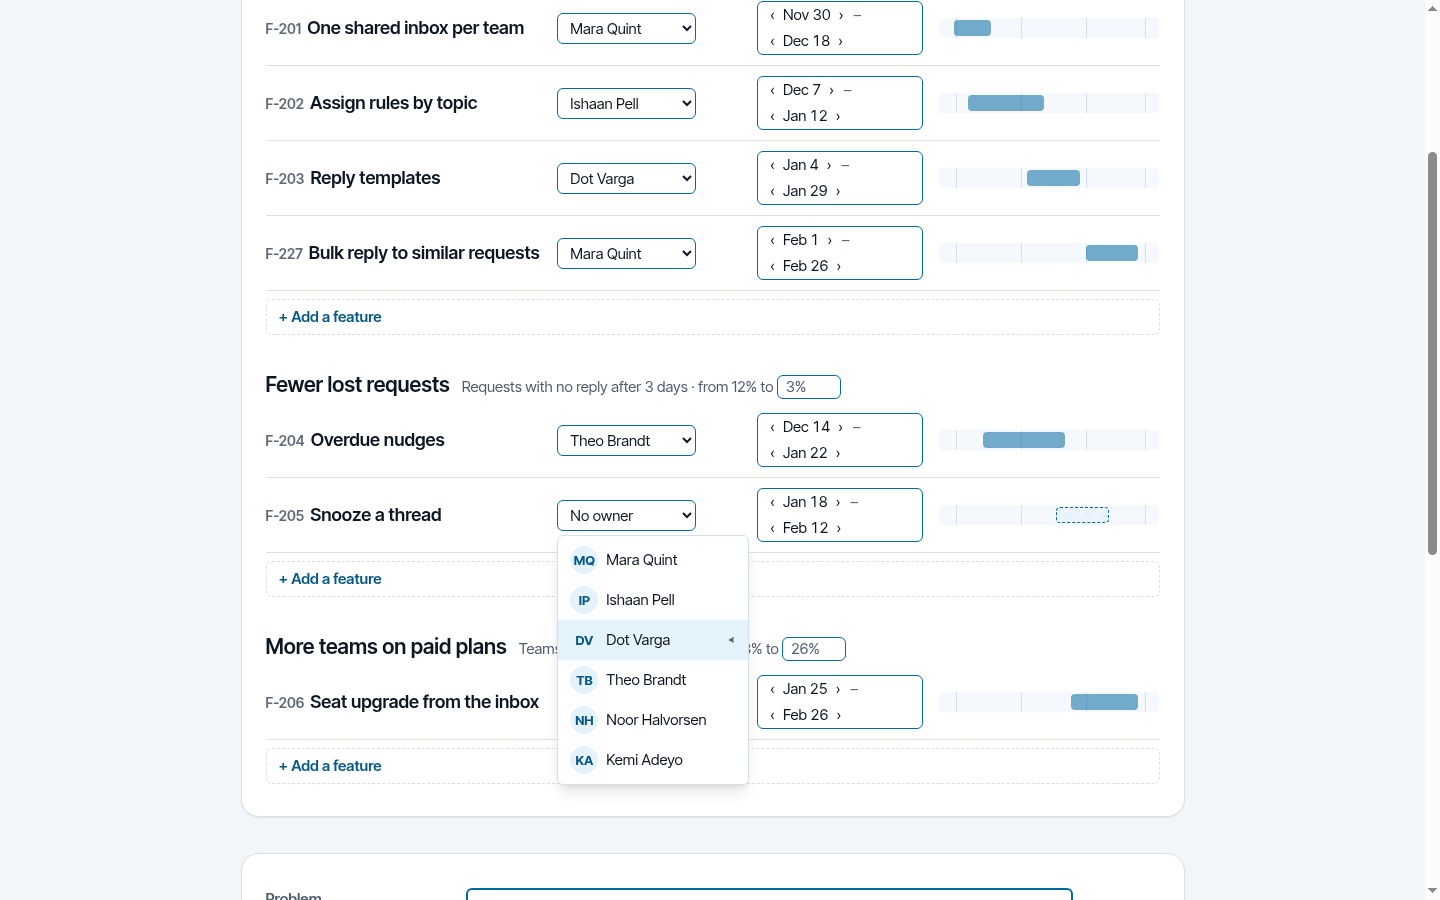 F-201 One shared inbox per team Mara Quint ‹ Nov 30 › –
‹ Dec 18 ›
F-202 Assign rules by topic Ishaan Pell ‹ Dec 7 › –
‹ Jan 12 ›
F-203 Reply templates Dot Varga ‹ Jan 4 › –
‹ Jan 29 ›
F-227 Bulk reply to similar requests Mara Quint ‹ Feb 1 › –
‹ Feb 26 ›
+ Add a feature
Fewer lost requests Requests with no reply after 3 days · from 12% to 3%
F-204 Overdue nudges Theo Brandt ‹ Dec 14 › –
‹ Jan 22 ›
F-205 Snooze a thread No owner ‹ Jan 18 › –
‹ Feb 12 ›
MQ Mara Quint
+ Add a feature
IP Ishaan Pell
DV Dot Varga
More teams on paid plans Teams % to 26%
TB Theo Brandt
F-206 Seat upgrade from the inbox ‹ Jan 25 › –
‹ Feb 26 ›
NH Noor Halvorsen
KA Kemi Adeyo
+ Add a feature
Problem